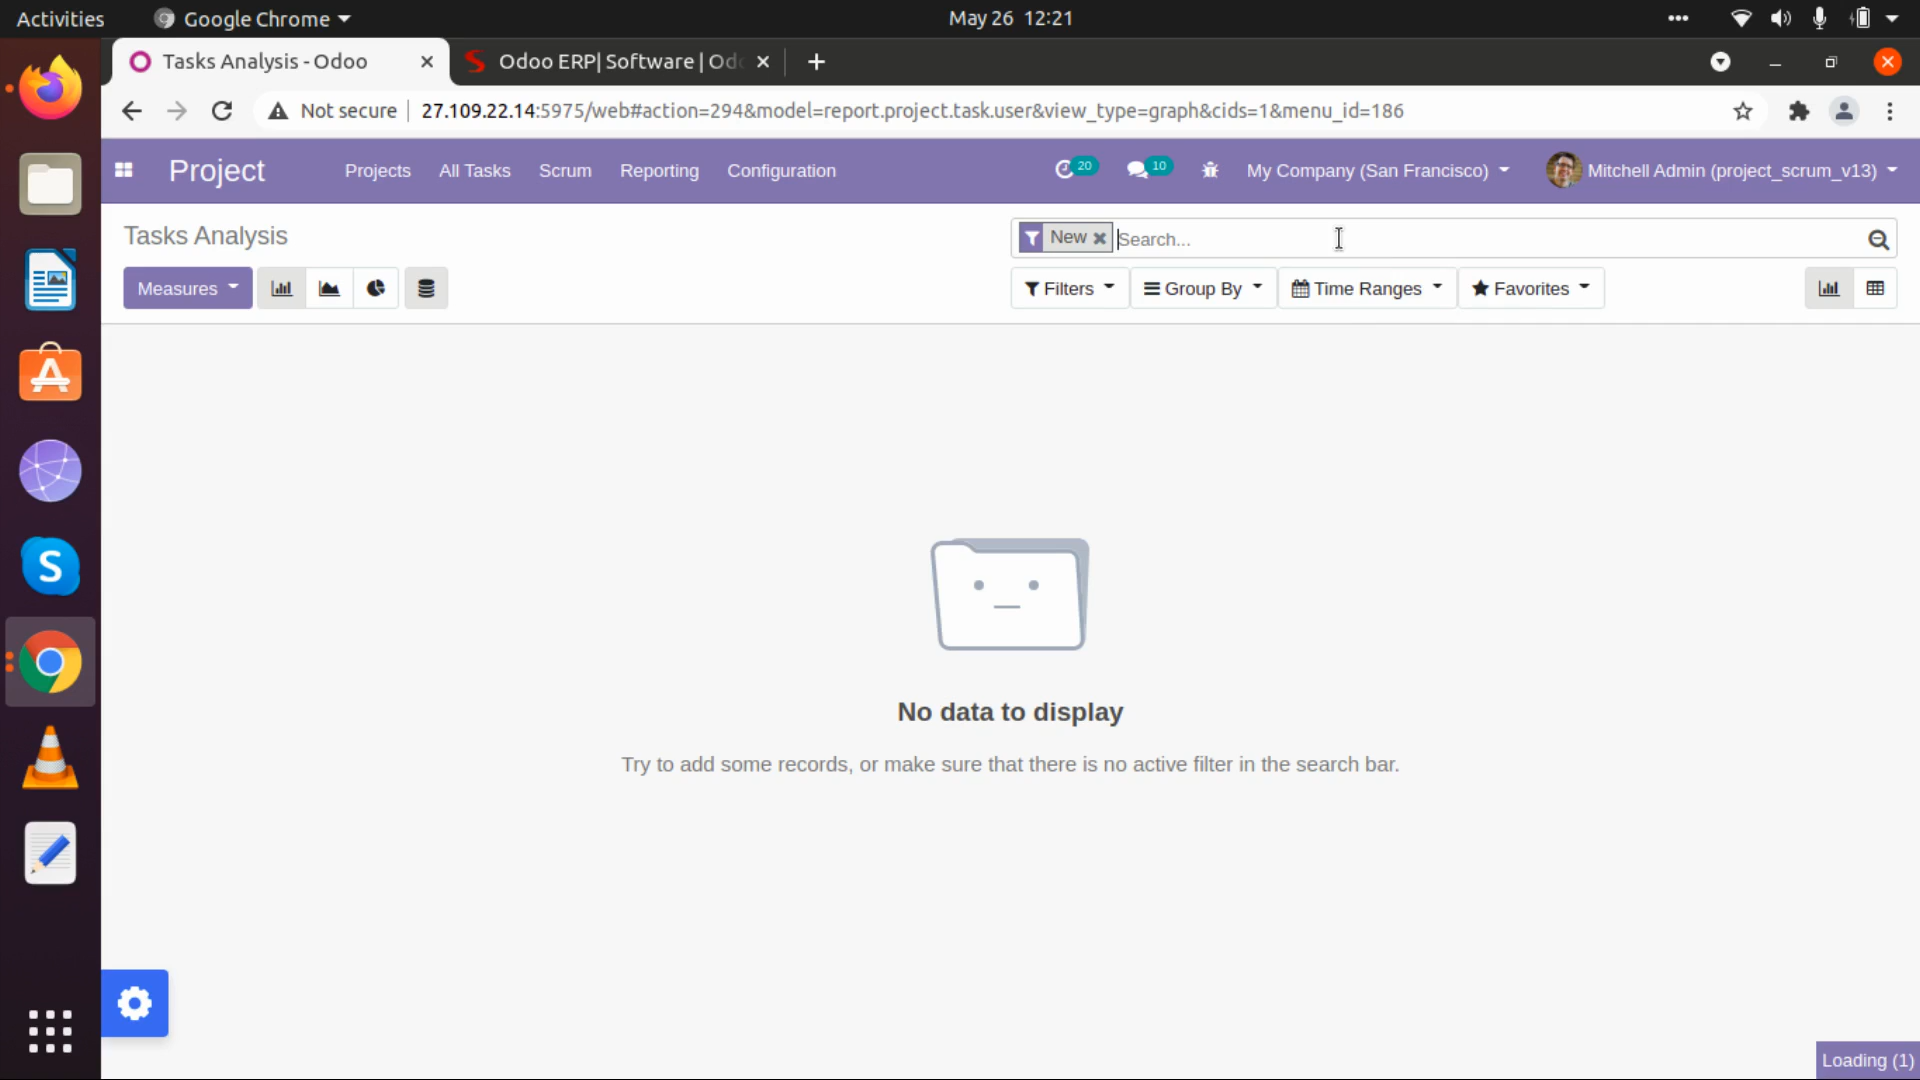 Activities Google Chrome May 26 12:21
Tasks Analysis - Odoo Odoo ERP| Software | Od
Not secure 27.109.22.14:5975/web#action=294&model=report.project.task.user&view_type=graph&cids=1&menu_id=186
Project Projects All Tasks Scrum Reporting Configuration 20 10 My Company (San Francisco) Mitchell Admin (project_scrum_v13)
Tasks Analysis New Search...
Measures Filters Group By Time Ranges Favorites
No data to display
Try to add some records, or make sure that there is no active filter in the search bar.
Loading (1)